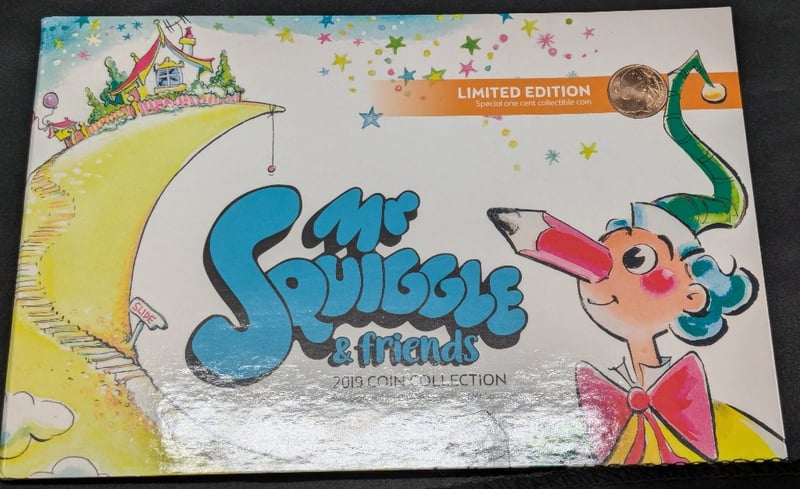 LIMITED EDITION
Special one cent collectible coin
Mr
SQUIGGLE
& friends
2019 COIN COLLECTION
SLIDE